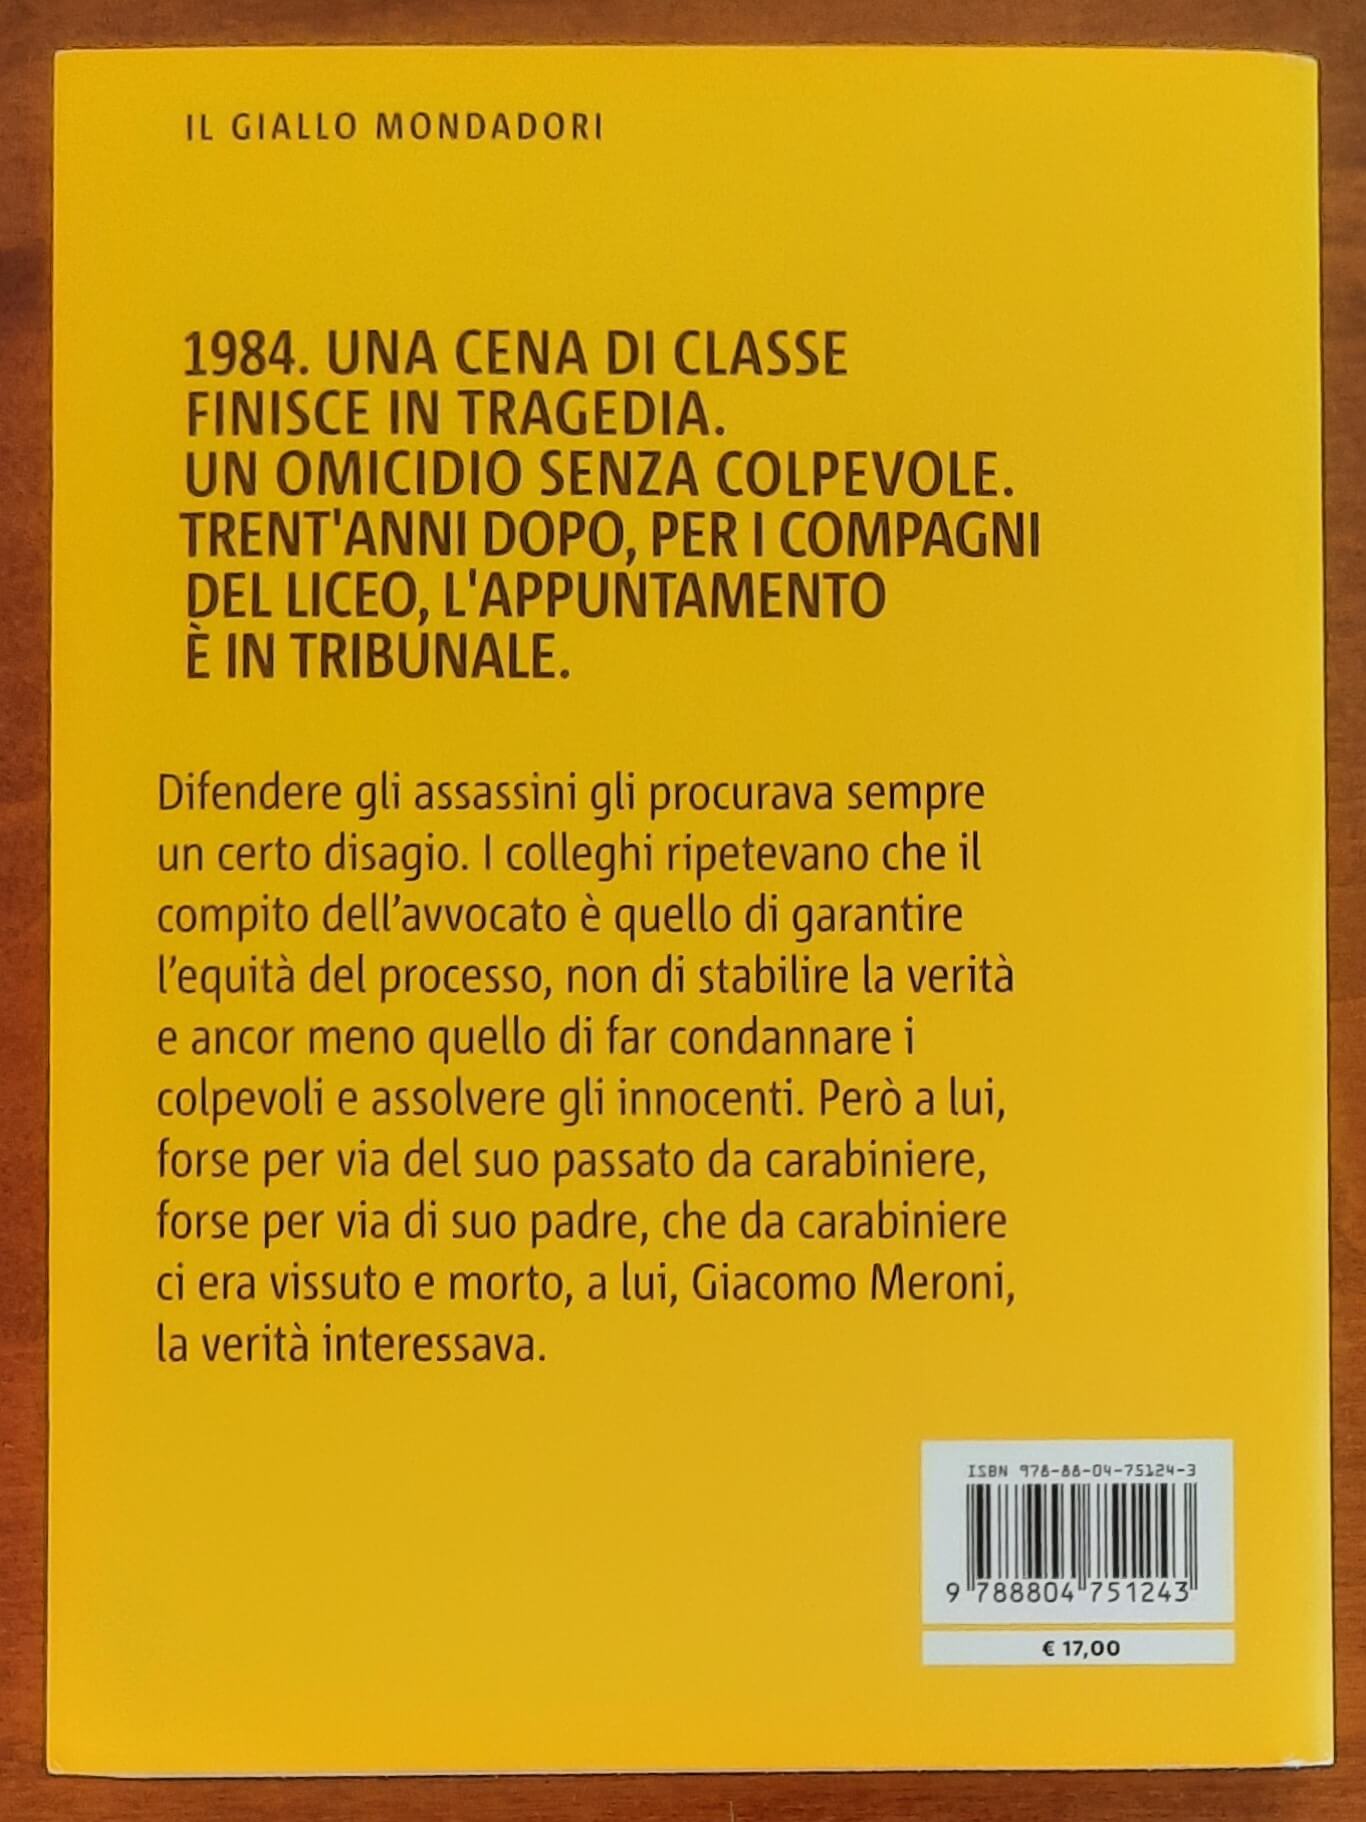 IL GIALLO MONDADORI
1984. UNA CENA DI CLASSE
FINISCE IN TRAGEDIA.
UN OMICIDIO SENZA COLPEVOLE.
TRENT'ANNI DOPO, PER I COMPAGNI
DEL LICEO, L'APPUNTAMENTO
È IN TRIBUNALE.
Difendere gli assassini gli procurava sempre
un certo disagio. I colleghi ripetevano che il
compito dell’avvocato è quello di garantire
l’equità del processo, non di stabilire la verità
e ancor meno quello di far condannare i
colpevoli e assolvere gli innocenti. Però a lui,
forse per via del suo passato da carabiniere,
forse per via di suo padre, che da carabiniere
ci era vissuto e morto, a lui, Giacomo Meroni,
la verità interessava.
ISBN 978-88-04-75124-3
9 788804 751243
€ 17,00